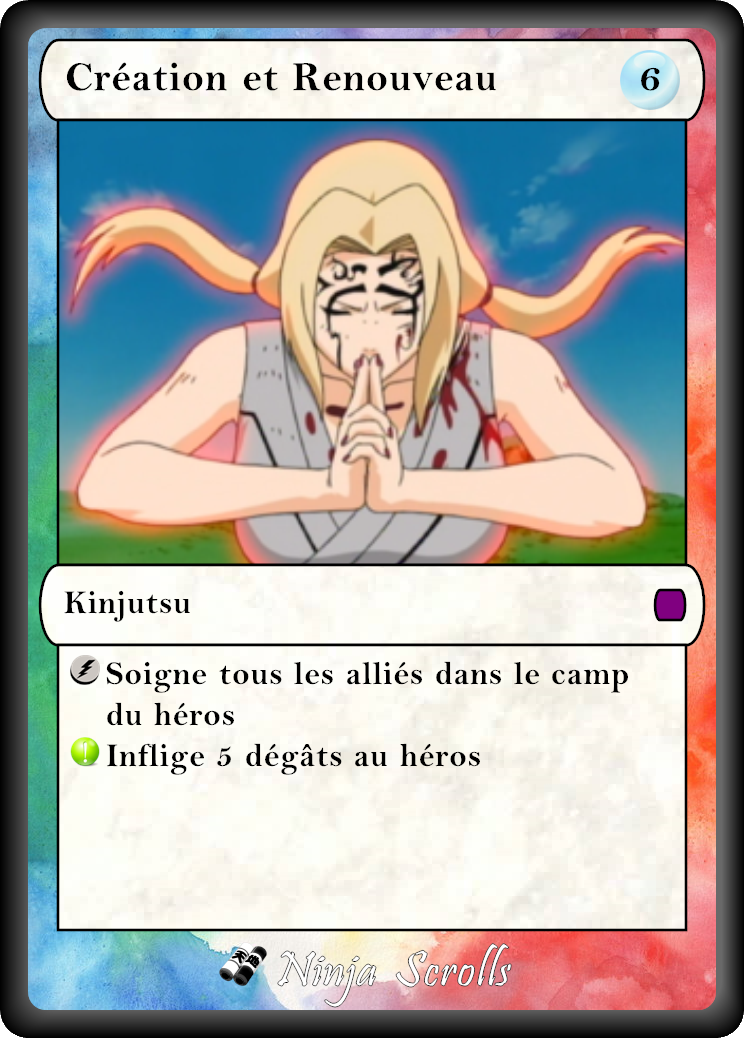 Création et Renouveau
6
Kinjutsu
Soigne tous les alliés dans le camp
du héros
Inflige 5 dégâts au héros
Ninja Scrolls